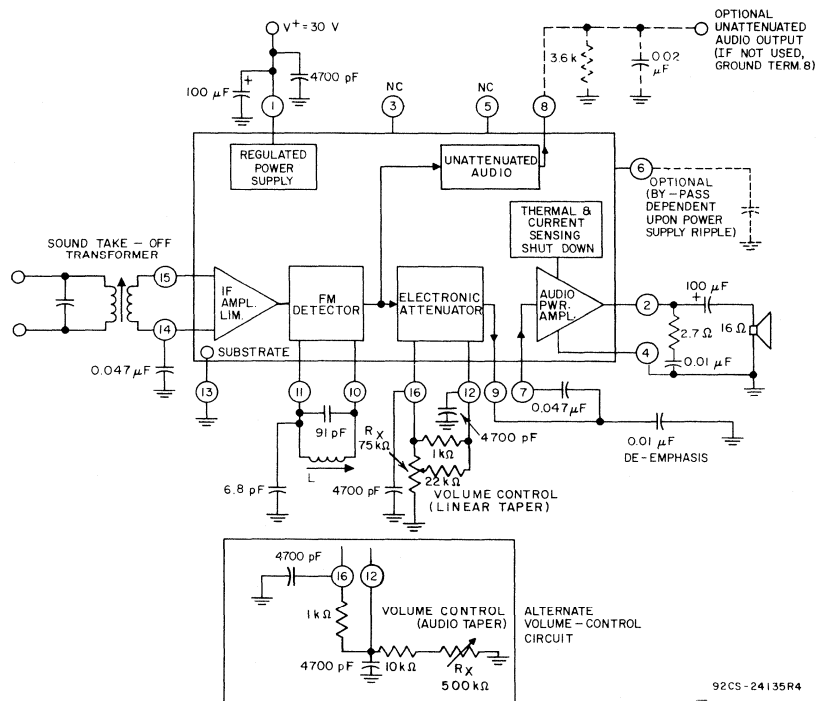 V⁺=30 V
4700 pF
100 µF
+
1
NC
3
NC
5
8
3.6k
0.02
µF
OPTIONAL
UNATTENUATED
AUDIO OUTPUT
(IF NOT USED,
GROUND TERM. 8)
REGULATED
POWER
SUPPLY
UNATTENUATED
AUDIO
6
OPTIONAL
(BY-PASS
DEPENDENT
UPON POWER
SUPPLY RIPPLE)
THERMAL &
CURRENT
SENSING
SHUT DOWN
SOUND TAKE-OFF
TRANSFORMER
15
14
0.047 µF
IF
AMPL.
LIM.
FM
DETECTOR
ELECTRONIC
ATTENUATOR
AUDIO
PWR.
AMPL.
2
4
100 µF
+
2.7 Ω
0.01 µF
16 Ω
SUBSTRATE
13
11
10
16
12
9
7
0.047 µF
0.01 µF
DE-EMPHASIS
91 pF
L
6.8 pF
RX
75 kΩ
4700 pF
1 kΩ
22 kΩ
4700 pF
VOLUME CONTROL
(LINEAR TAPER)
4700 pF
16
12
1 kΩ
VOLUME CONTROL
(AUDIO TAPER)
4700 pF
10 kΩ
RX
500 kΩ
ALTERNATE
VOLUME-CONTROL
CIRCUIT
92CS-24135R4